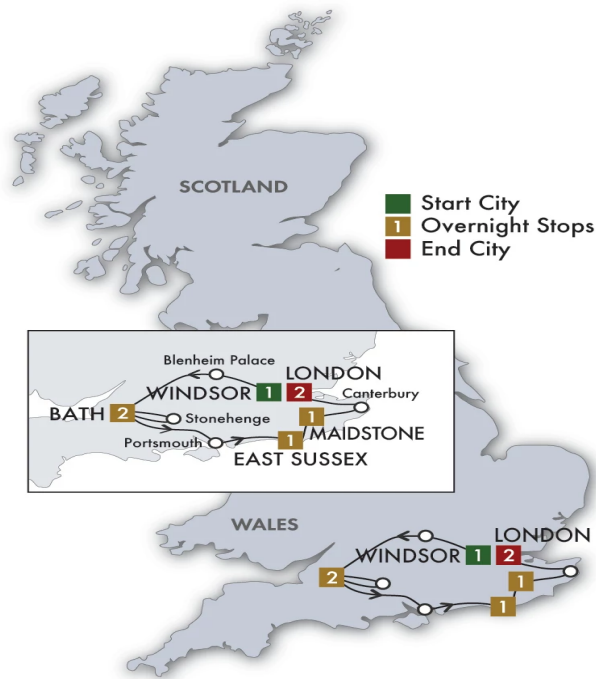 SCOTLAND
Start City
1 Overnight Stops
End City
Blenheim Palace
LONDON
WINDSOR 1 2
Canterbury
BATH 2
Stonehenge
1
MAIDSTONE
Portsmouth
1
EAST SUSSEX
WALES
LONDON
WINDSOR 1 2
2
1
1